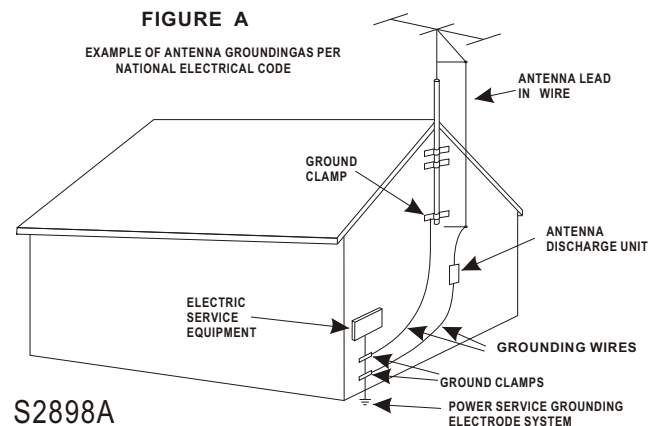 FIGURE A
EXAMPLE OF ANTENNA GROUNDINGAS PER
NATIONAL ELECTRICAL CODE
ANTENNA LEAD
IN WIRE
GROUND
CLAMP
ANTENNA
DISCHARGE UNIT
ELECTRIC
SERVICE
EQUIPMENT
GROUNDING WIRES
GROUND CLAMPS
POWER SERVICE GROUNDING
ELECTRODE SYSTEM
S2898A